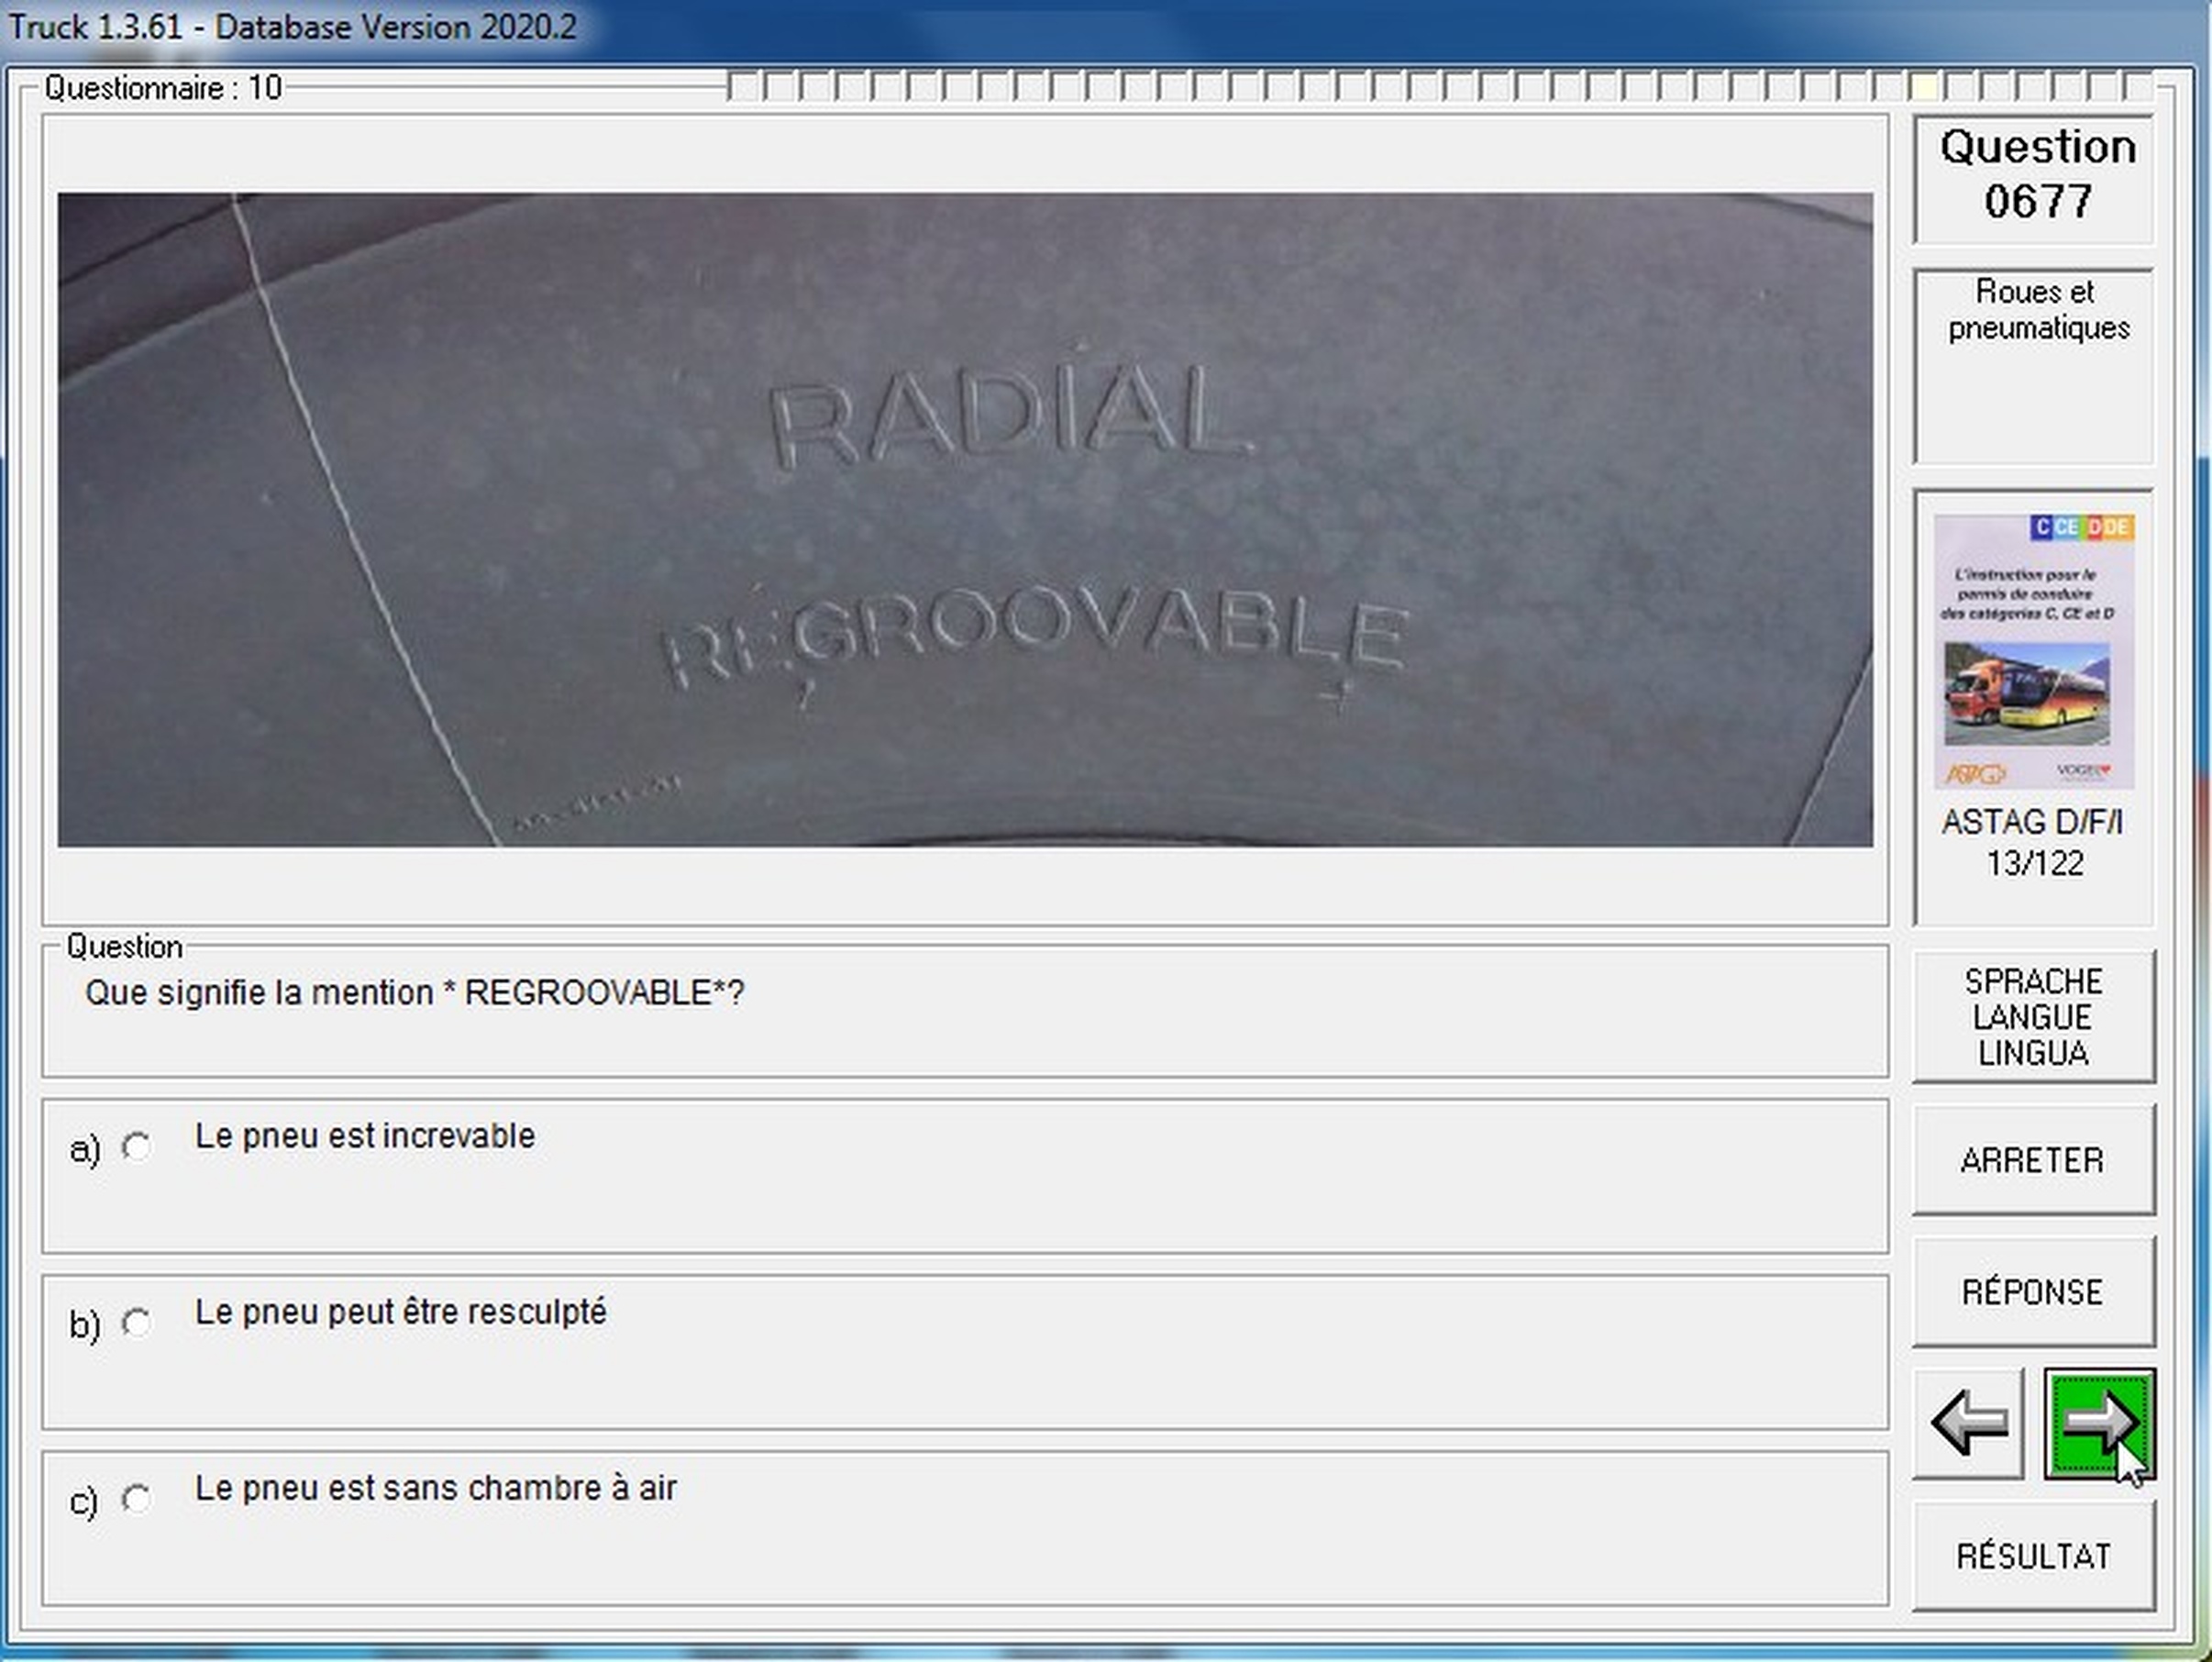 Truck 1.3.61 - Database Version 2020.2
Questionnaire : 10
RADIAL
REGROOVABLE
Question
0677
Roues et
pneumatiques
C CE D DE
L'instruction pour le
permis de conduire
des catégories C, CE et D
ASTAG
VOGEL
ASTAG D/F/I
13/122
Question
Que signifie la mention * REGROOVABLE*?
a) Le pneu est increvable
b) Le pneu peut être resculpté
c) Le pneu est sans chambre à air
SPRACHE
LANGUE
LINGUA
ARRETER
RÉPONSE
RÉSULTAT